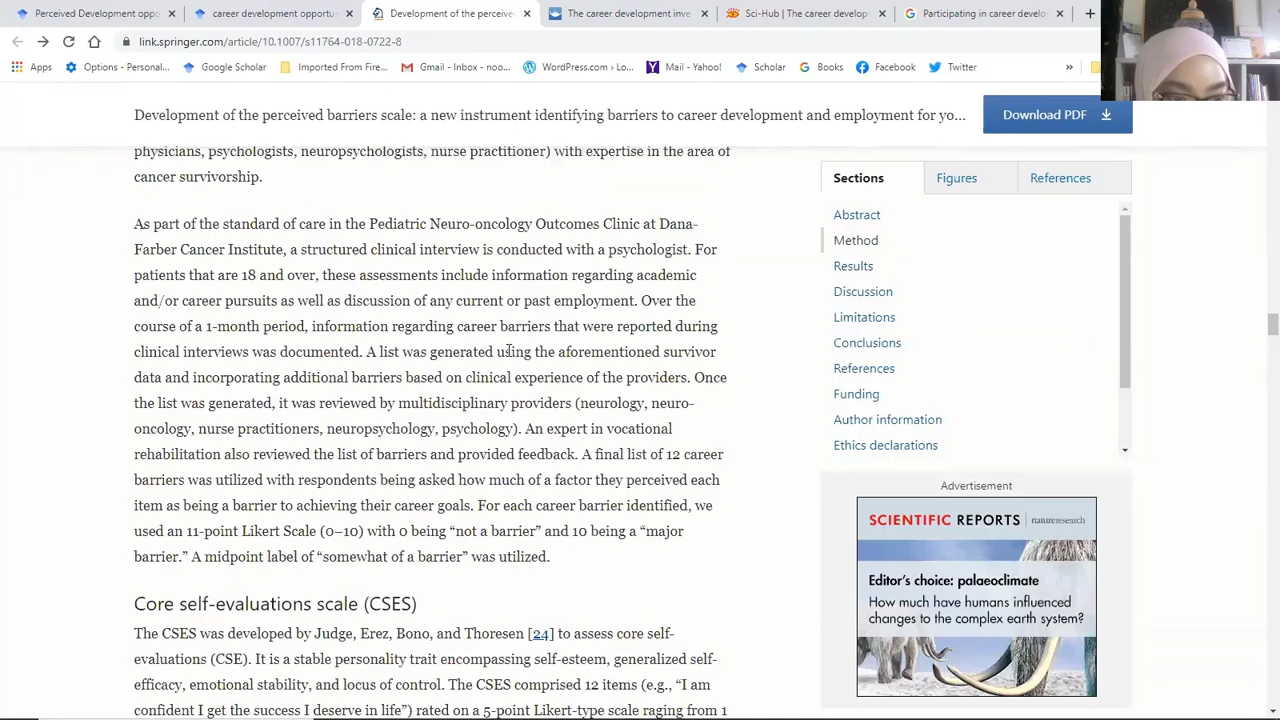 Perceived Development oppo
career development opportu
Development of the perceive
The career development inve
Sci-Hub | The career develop
Participating in career develo
link.springer.com/article/10.1007/s11764-018-0722-8
Apps
Options - Personal...
Google Scholar
Imported From Fire...
Gmail - Inbox - noo...
WordPress.com › Lo...
Mail - Yahoo!
Scholar
Books
Facebook
Twitter
»
Development of the perceived barriers scale: a new instrument identifying barriers to career development and employment for yo...
Download PDF
physicians, psychologists, neuropsychologists, nurse practitioner) with expertise in the area of
cancer survivorship.
As part of the standard of care in the Pediatric Neuro-oncology Outcomes Clinic at Dana-
Farber Cancer Institute, a structured clinical interview is conducted with a psychologist. For
patients that are 18 and over, these assessments include information regarding academic
and/or career pursuits as well as discussion of any current or past employment. Over the
course of a 1-month period, information regarding career barriers that were reported during
clinical interviews was documented. A list was generated using the aforementioned survivor
data and incorporating additional barriers based on clinical experience of the providers. Once
the list was generated, it was reviewed by multidisciplinary providers (neurology, neuro-
oncology, nurse practitioners, neuropsychology, psychology). An expert in vocational
rehabilitation also reviewed the list of barriers and provided feedback. A final list of 12 career
barriers was utilized with respondents being asked how much of a factor they perceived each
item as being a barrier to achieving their career goals. For each career barrier identified, we
used an 11-point Likert Scale (0–10) with 0 being “not a barrier” and 10 being a “major
barrier.” A midpoint label of “somewhat of a barrier” was utilized.
Core self-evaluations scale (CSES)
The CSES was developed by Judge, Erez, Bono, and Thoresen [24] to assess core self-
evaluations (CSE). It is a stable personality trait encompassing self-esteem, generalized self-
efficacy, emotional stability, and locus of control. The CSES comprised 12 items (e.g., “I am
confident I get the success I deserve in life”) rated on a 5-point Likert-type scale raging from 1
Sections
Figures
References
Abstract
Method
Results
Discussion
Limitations
Conclusions
References
Funding
Author information
Ethics declarations
Advertisement
SCIENTIFIC REPORTS
natureresearch
Editor's choice: palaeoclimate
How much have humans influenced
changes to the complex earth system?